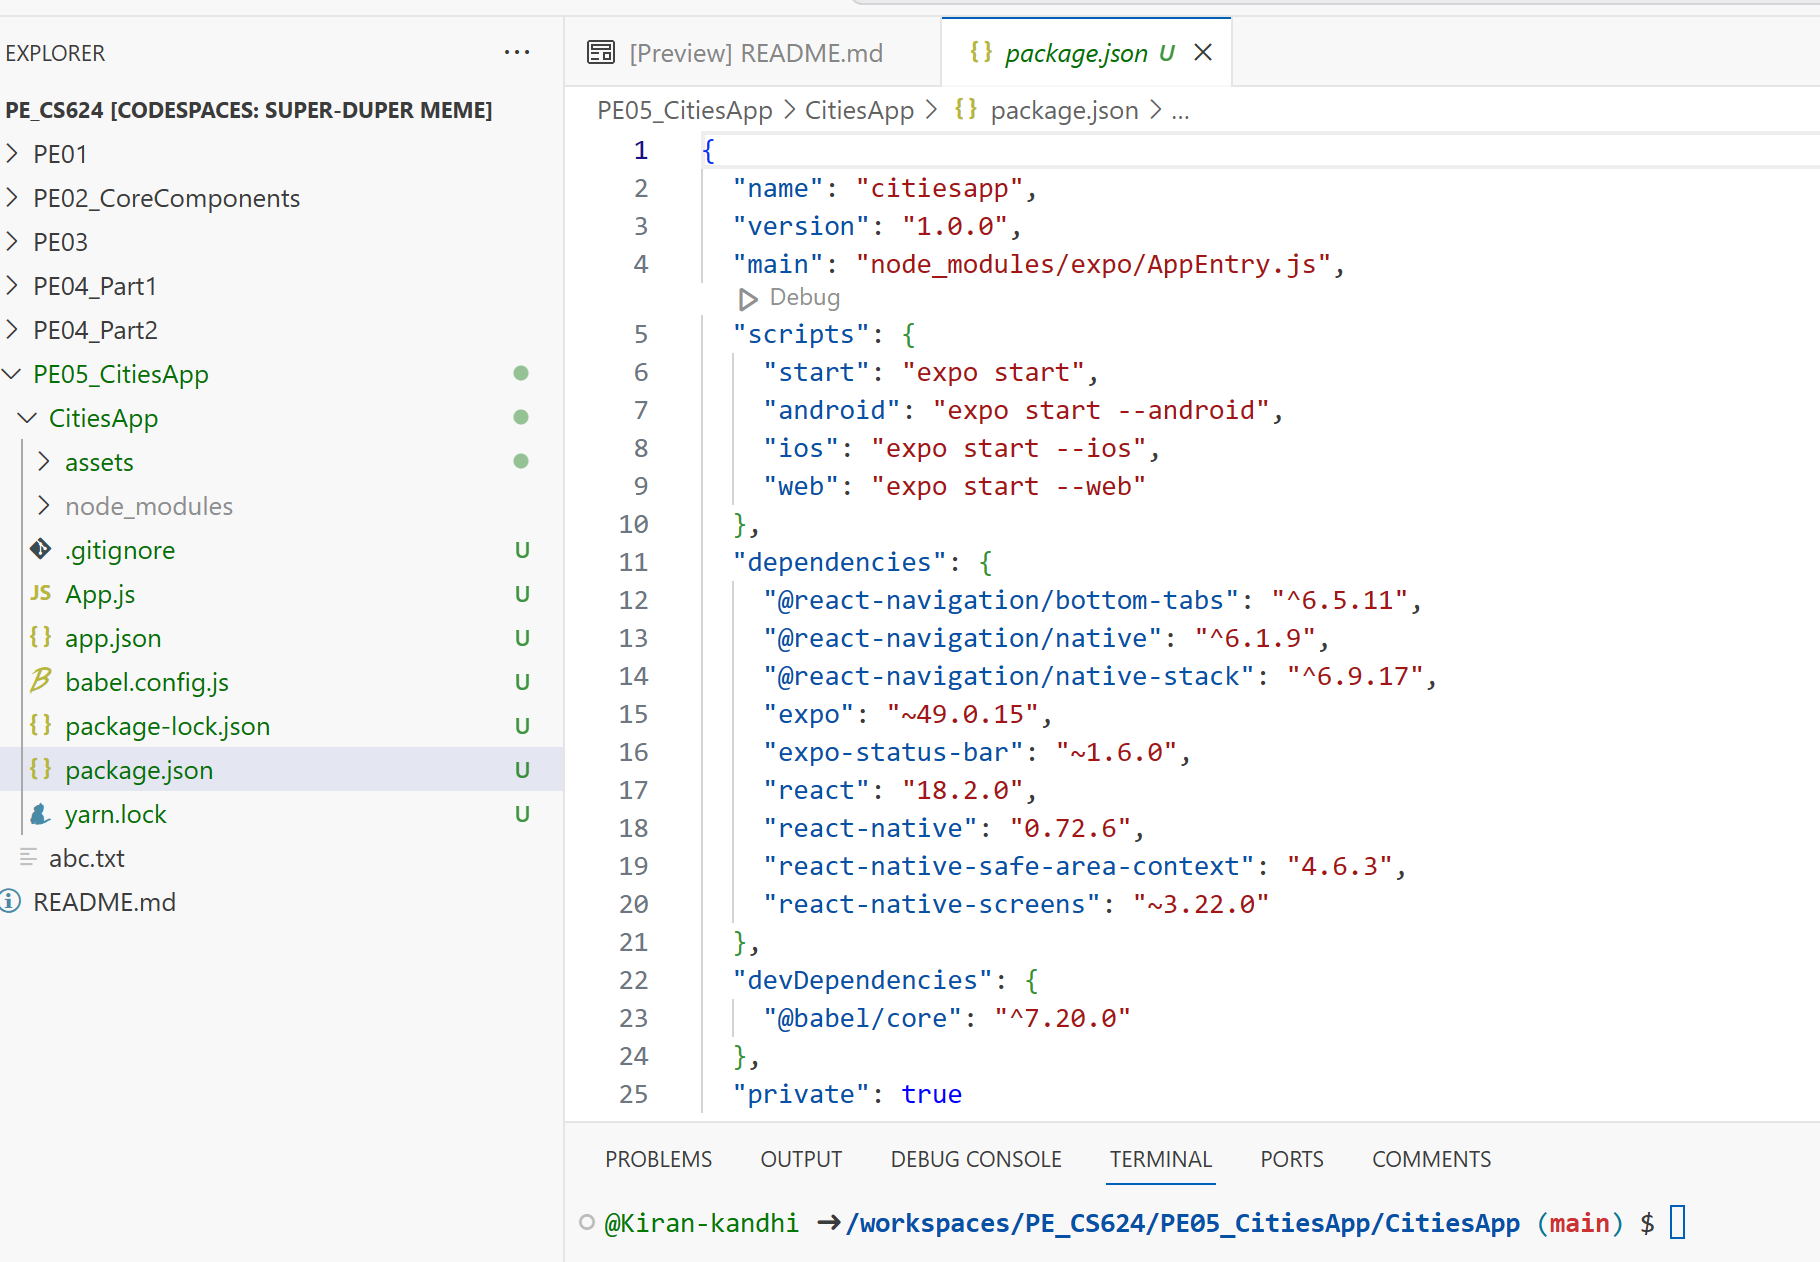 EXPLORER
···
PE_CS624 [CODESPACES: SUPER-DUPER MEME]
PE01
PE02_CoreComponents
PE03
PE04_Part1
PE04_Part2
PE05_CitiesApp
CitiesApp
assets
node_modules
.gitignore U
JS App.js U
{} app.json U
babel.config.js U
{} package-lock.json U
{} package.json U
yarn.lock U
abc.txt
README.md
[Preview] README.md
{} package.json U
PE05_CitiesApp > CitiesApp > {} package.json > ...
1 {
2 "name": "citiesapp",
3 "version": "1.0.0",
4 "main": "node_modules/expo/AppEntry.js",
Debug
5 "scripts": {
6 "start": "expo start",
7 "android": "expo start --android",
8 "ios": "expo start --ios",
9 "web": "expo start --web"
10 },
11 "dependencies": {
12 "@react-navigation/bottom-tabs": "^6.5.11",
13 "@react-navigation/native": "^6.1.9",
14 "@react-navigation/native-stack": "^6.9.17",
15 "expo": "~49.0.15",
16 "expo-status-bar": "~1.6.0",
17 "react": "18.2.0",
18 "react-native": "0.72.6",
19 "react-native-safe-area-context": "4.6.3",
20 "react-native-screens": "~3.22.0"
21 },
22 "devDependencies": {
23 "@babel/core": "^7.20.0"
24 },
25 "private": true
PROBLEMS OUTPUT DEBUG CONSOLE TERMINAL PORTS COMMENTS
@Kiran-kandhi ➜/workspaces/PE_CS624/PE05_CitiesApp/CitiesApp (main) $